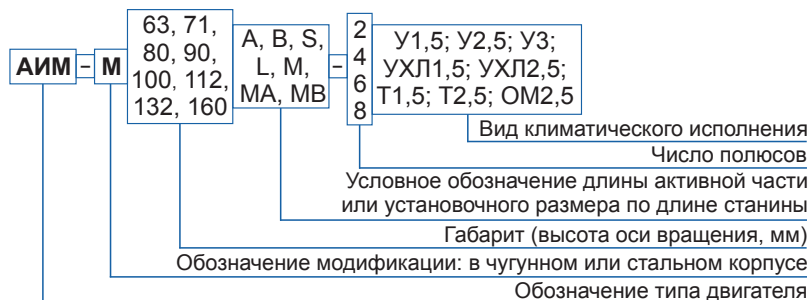 АИМ – М
63, 71,
80, 90,
100, 112,
132, 160
A, B, S,
L, M,
MA, MB
–
2
4
6
8
У1,5; У2,5; У3;
УХЛ1,5; УХЛ2,5;
Т1,5; Т2,5; ОМ2,5
Вид климатического исполнения
Число полюсов
Условное обозначение длины активной части
или установочного размера по длине станины
Габарит (высота оси вращения, мм)
Обозначение модификации: в чугунном или стальном корпусе
Обозначение типа двигателя